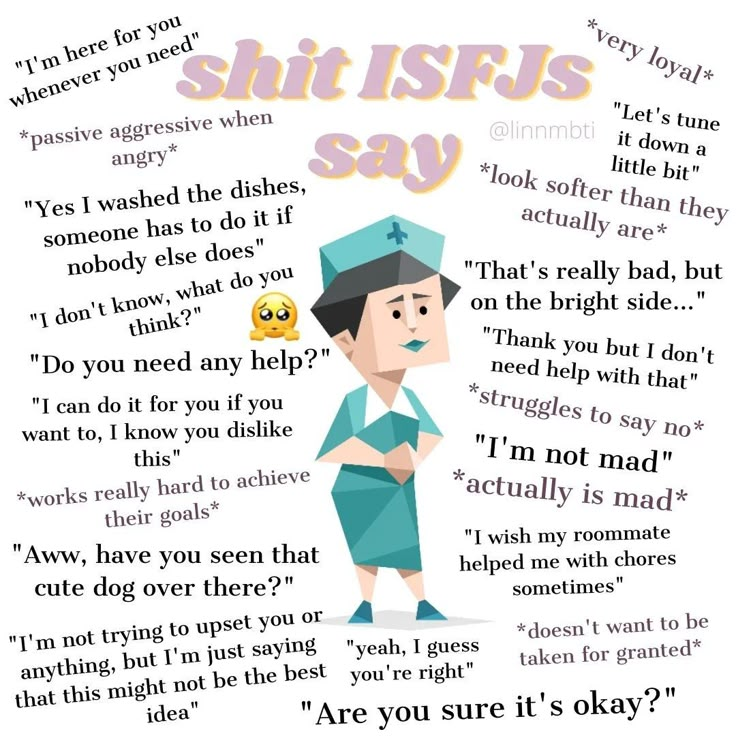 shit ISFJs
say
@linnmbti
"I'm here for you
whenever you need"
*passive aggressive when
angry*
"Yes I washed the dishes,
someone has to do it if
nobody else does"
"I don't know, what do you
think?"
"Do you need any help?"
"I can do it for you if you
want to, I know you dislike
this"
*works really hard to achieve
their goals*
"Aww, have you seen that
cute dog over there?"
"I'm not trying to upset you or
anything, but I'm just saying
that this might not be the best
idea"
*very loyal*
"Let's tune
it down a
little bit"
*look softer than they
actually are*
"That's really bad, but
on the bright side..."
"Thank you but I don't
need help with that"
*struggles to say no*
"I'm not mad"
*actually is mad*
"I wish my roommate
helped me with chores
sometimes"
*doesn't want to be
taken for granted*
"yeah, I guess
you're right"
"Are you sure it's okay?"